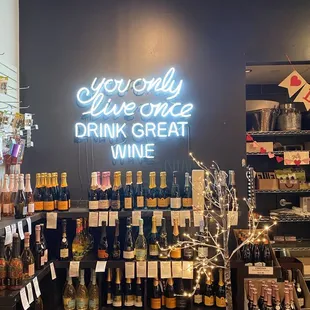 you only
live once
DRINK GREAT
WINE